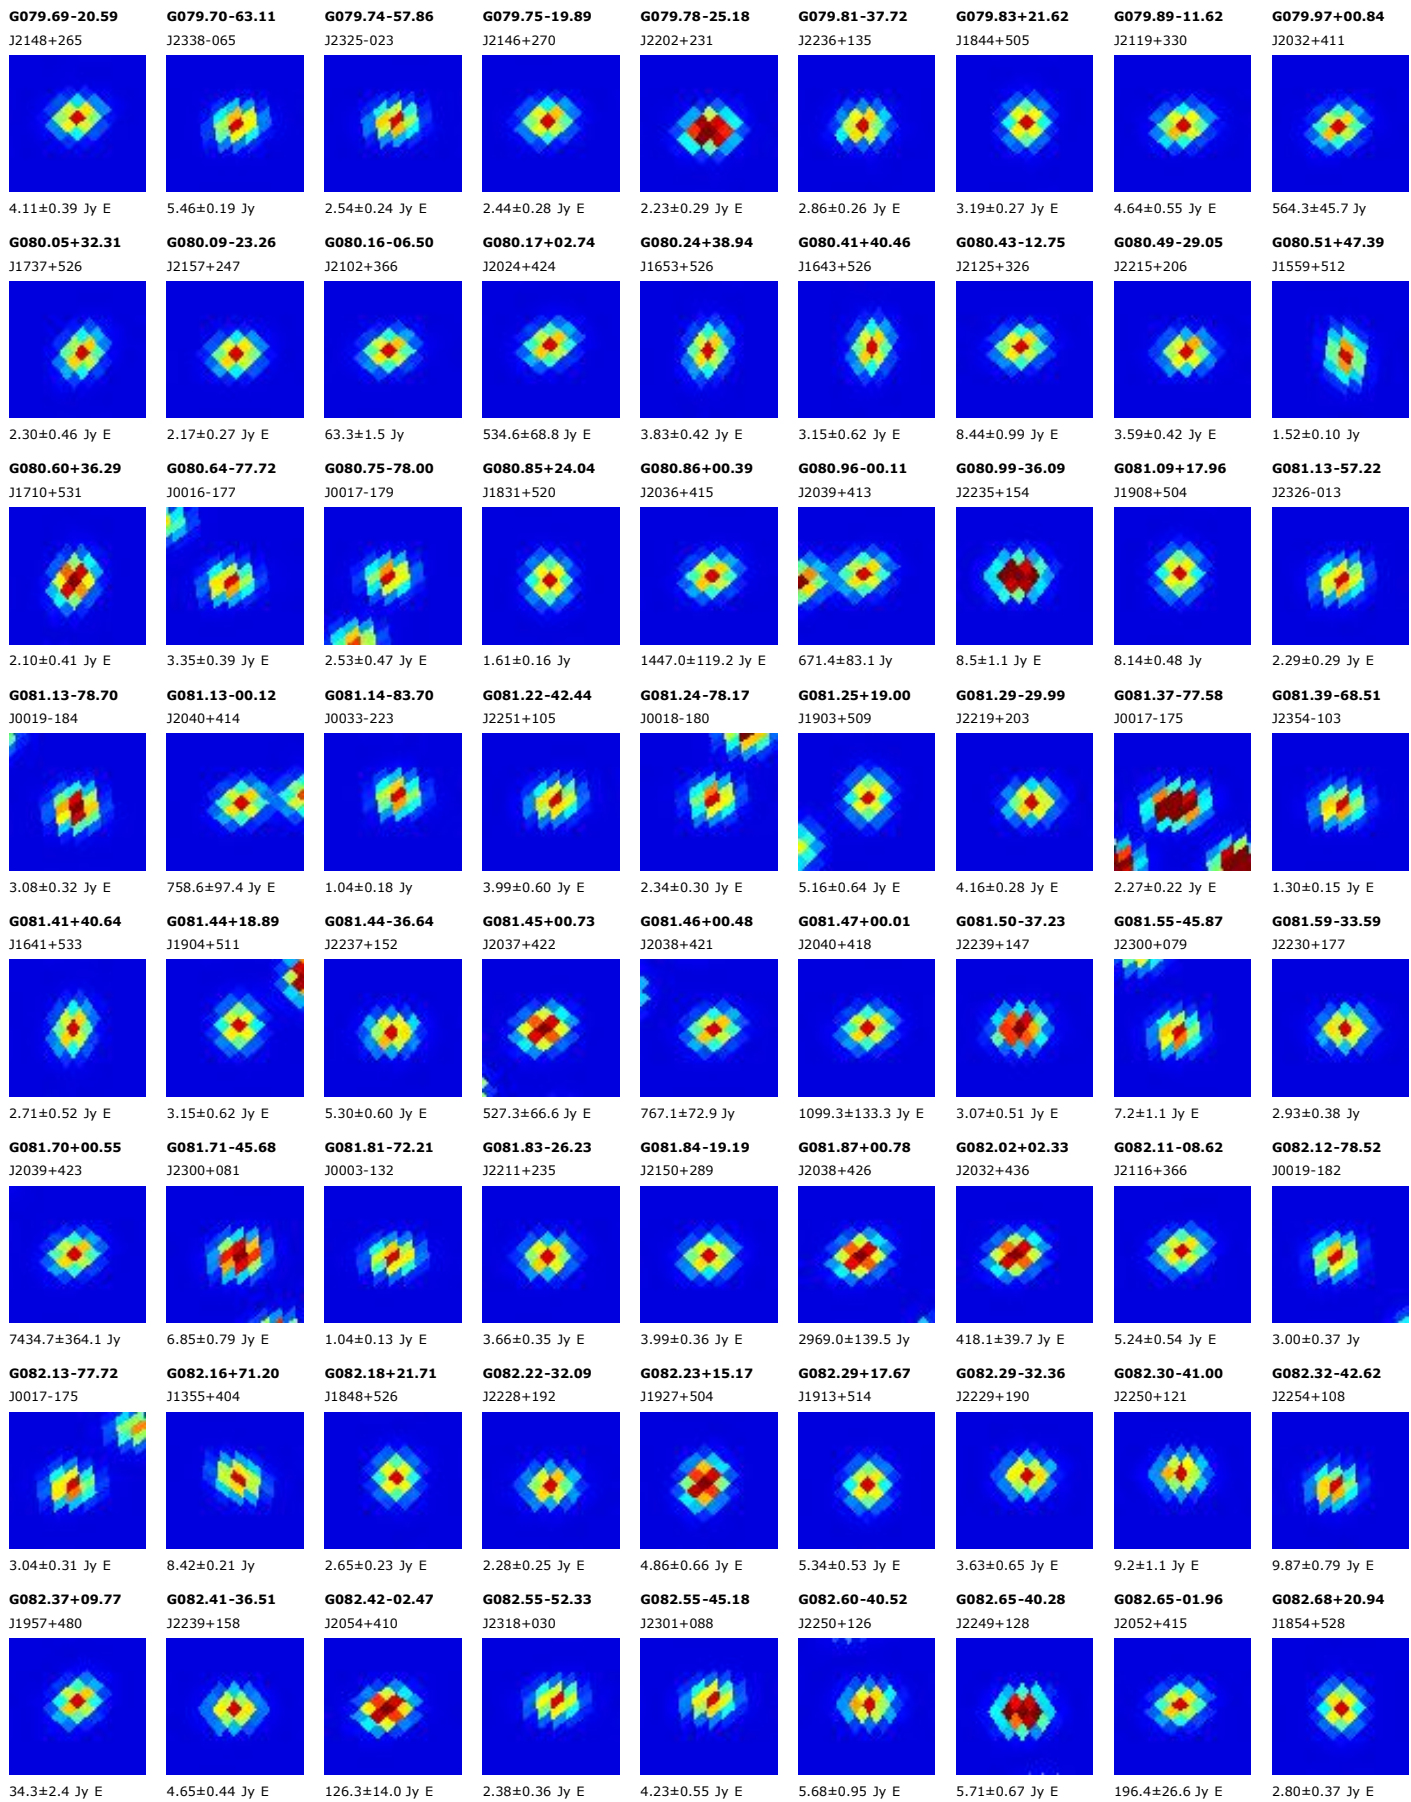 G079.69-20.59 G079.70-63.11 G079.74-57.86 G079.75-19.89 G079.78-25.18 G079.81-37.72 G079.83+21.62 G079.89-11.62 G079.97+00.84
J2148+265 J2338-065 J2325-023 J2146+270 J2202+231 J2236+135 J1844+505 J2119+330 J2032+411
4.11±0.39 Jy E 5.46±0.19 Jy 2.54±0.24 Jy E 2.44±0.28 Jy E 2.23±0.29 Jy E 2.86±0.26 Jy E 3.19±0.27 Jy E 4.64±0.55 Jy E 564.3±45.7 Jy
G080.05+32.31 G080.09-23.26 G080.16-06.50 G080.17+02.74 G080.24+38.94 G080.41+40.46 G080.43-12.75 G080.49-29.05 G080.51+47.39
J1737+526 J2157+247 J2102+366 J2024+424 J1653+526 J1643+526 J2125+326 J2215+206 J1559+512
2.30±0.46 Jy E 2.17±0.27 Jy E 63.3±1.5 Jy 534.6±68.8 Jy E 3.83±0.42 Jy E 3.15±0.62 Jy E 8.44±0.99 Jy E 3.59±0.42 Jy E 1.52±0.10 Jy
G080.60+36.29 G080.64-77.72 G080.75-78.00 G080.85+24.04 G080.86+00.39 G080.96-00.11 G080.99-36.09 G081.09+17.96 G081.13-57.22
J1710+531 J0016-177 J0017-179 J1831+520 J2036+415 J2039+413 J2235+154 J1908+504 J2326-013
2.10±0.41 Jy E 3.35±0.39 Jy E 2.53±0.47 Jy E 1.61±0.16 Jy 1447.0±119.2 Jy E 671.4±83.1 Jy 8.5±1.1 Jy E 8.14±0.48 Jy 2.29±0.29 Jy E
G081.13-78.70 G081.13-00.12 G081.14-83.70 G081.22-42.44 G081.24-78.17 G081.25+19.00 G081.29-29.99 G081.37-77.58 G081.39-68.51
J0019-184 J2040+414 J0033-223 J2251+105 J0018-180 J1903+509 J2219+203 J0017-175 J2354-103
3.08±0.32 Jy E 758.6±97.4 Jy E 1.04±0.18 Jy 3.99±0.60 Jy E 2.34±0.30 Jy E 5.16±0.64 Jy E 4.16±0.28 Jy E 2.27±0.22 Jy E 1.30±0.15 Jy E
G081.41+40.64 G081.44+18.89 G081.44-36.64 G081.45+00.73 G081.46+00.48 G081.47+00.01 G081.50-37.23 G081.55-45.87 G081.59-33.59
J1641+533 J1904+511 J2237+152 J2037+422 J2038+421 J2040+418 J2239+147 J2300+079 J2230+177
2.71±0.52 Jy E 3.15±0.62 Jy E 5.30±0.60 Jy E 527.3±66.6 Jy E 767.1±72.9 Jy 1099.3±133.3 Jy E 3.07±0.51 Jy E 7.2±1.1 Jy E 2.93±0.38 Jy
G081.70+00.55 G081.71-45.68 G081.81-72.21 G081.83-26.23 G081.84-19.19 G081.87+00.78 G082.02+02.33 G082.11-08.62 G082.12-78.52
J2039+423 J2300+081 J0003-132 J2211+235 J2150+289 J2038+426 J2032+436 J2116+366 J0019-182
7434.7±364.1 Jy 6.85±0.79 Jy E 1.04±0.13 Jy E 3.66±0.35 Jy E 3.99±0.36 Jy E 2969.0±139.5 Jy 418.1±39.7 Jy E 5.24±0.54 Jy E 3.00±0.37 Jy
G082.13-77.72 G082.16+71.20 G082.18+21.71 G082.22-32.09 G082.23+15.17 G082.29+17.67 G082.29-32.36 G082.30-41.00 G082.32-42.62
J0017-175 J1355+404 J1848+526 J2228+192 J1927+504 J1913+514 J2229+190 J2250+121 J2254+108
3.04±0.31 Jy E 8.42±0.21 Jy 2.65±0.23 Jy E 2.28±0.25 Jy E 4.86±0.66 Jy E 5.34±0.53 Jy E 3.63±0.65 Jy E 9.2±1.1 Jy E 9.87±0.79 Jy E
G082.37+09.77 G082.41-36.51 G082.42-02.47 G082.55-52.33 G082.55-45.18 G082.60-40.52 G082.65-40.28 G082.65-01.96 G082.68+20.94
J1957+480 J2239+158 J2054+410 J2318+030 J2301+088 J2250+126 J2249+128 J2052+415 J1854+528
34.3±2.4 Jy E 4.65±0.44 Jy E 126.3±14.0 Jy E 2.38±0.36 Jy E 4.23±0.55 Jy E 5.68±0.95 Jy E 5.71±0.67 Jy E 196.4±26.6 Jy E 2.80±0.37 Jy E